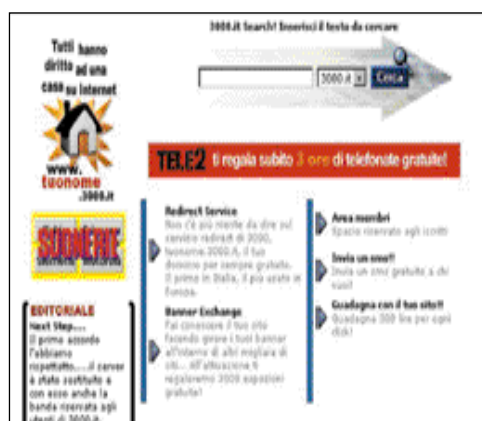 3000.it Search! Inserisci il testo da cercare
3000.it
Cerca
Tutti hanno
diritto ad una
casa su Internet
www.
tuonome
.3000.it
TELE2 ti regala subito 3 ore di telefonate gratuite!
SUONERIE
EDITORIALE
Next Step....
Il primo accordo
l'abbiamo
rispettato.....il server
è stato sostituito e
con esso anche la
banda riservata agli
utenti di 3000.it
Redirect Service
Non c'è più niente da dire sul
servizio redirect di 3000,
tuonome.3000.it, il tuo
dominio per sempre gratuito.
Il primo in Italia, il più usato in
Europa.
Banner Exchange
Fai conoscere il tuo sito
facendo girare i tuoi banner
all'interno di altri migliaia di
siti... All'attivazione ti
regaleremo 3000 esposizioni
gratuite!
Area membri
Spazio riservato agli iscritti
Invia un sms!!
Invia un sms gratuito a chi
vuoi!
Guadagna con il tuo sito!!
Guadagna 300 lire per ogni
click!